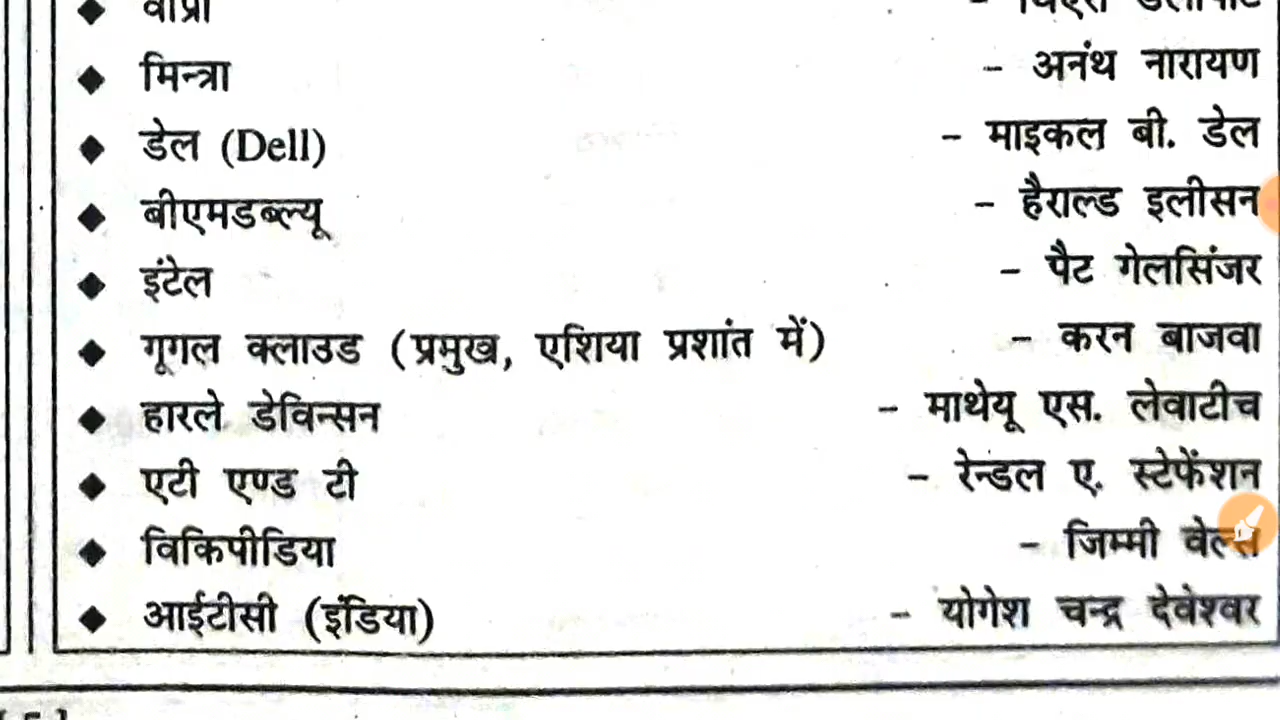 ◆ विप्रो
◆ मिन्त्रा - अनंथ नारायण
◆ डेल (Dell) - माइकल बी. डेल
◆ बीएमडब्ल्यू - हैराल्ड इलीसन
◆ इंटेल - पैट गेलसिंजर
◆ गूगल क्लाउड (प्रमुख, एशिया प्रशांत में) - करन बाजवा
◆ हारले डेविन्सन - माथेयू एस. लेवाटीच
◆ एटी एण्ड टी - रेन्डल ए. स्टेफेंशन
◆ विकिपीडिया - जिम्मी वेल्स
◆ आईटीसी (इंडिया) - योगेश चन्द्र देवेश्वर